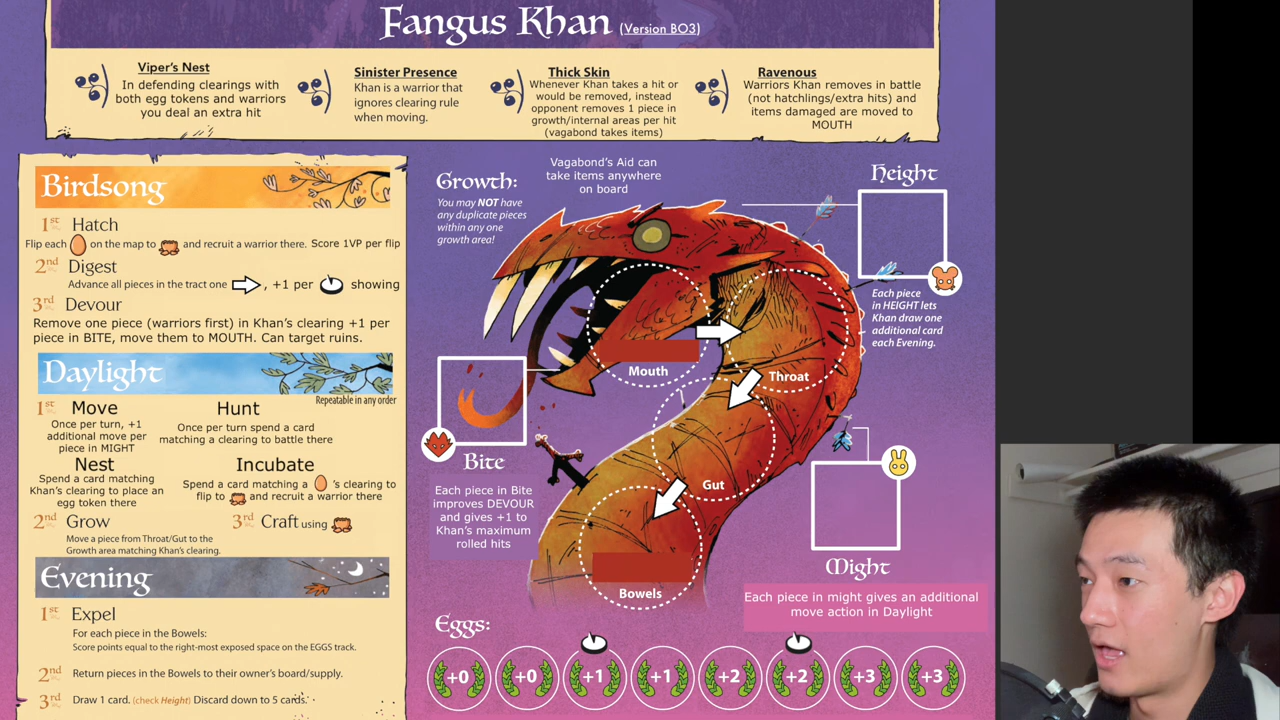 Fangus Khan (Version BO3)
Viper's Nest
In defending clearings with
both egg tokens and warriors
you deal an extra hit
Sinister Presence
Khan is a warrior that
ignores clearing rule
when moving.
Thick Skin
Whenever Khan takes a hit or
would be removed, instead
opponent removes 1 piece in
growth/internal areas per hit
(vagabond takes items)
Ravenous
Warriors Khan removes in battle
(not hatchlings/extra hits) and
items damaged are moved to
MOUTH
Birdsong
1st Hatch
Flip each on the map to and recruit a warrior there. Score 1VP per flip
2nd Digest
Advance all pieces in the tract one , +1 per showing
3rd Devour
Remove one piece (warriors first) in Khan's clearing +1 per
piece in BITE, move them to MOUTH. Can target ruins.
Daylight
Repeatable in any order
1st Move
Once per turn, +1
additional move per
piece in MIGHT
Hunt
Once per turn spend a card
matching a clearing to battle there
Nest
Spend a card matching
Khan's clearing to place an
egg token there
Incubate
Spend a card matching a 's clearing to
flip to and recruit a warrior there
2nd Grow
Move a piece from Throat/Gut to the
Growth area matching Khan's clearing.
3rd Craft using
Evening
1st Expel
For each piece in the Bowels:
Score points equal to the right-most exposed space on the EGGS track.
2nd Return pieces in the Bowels to their owner's board/supply.
3rd Draw 1 card. (check Height) Discard down to 5 cards.
Growth:
You may NOT have
any duplicate pieces
within any one
growth area!
Vagabond's Aid can
take items anywhere
on board
Height
Each piece
in HEIGHT lets
Khan draw one
additional card
each Evening.
Mouth
Throat
Gut
Bowels
Bite
Each piece in Bite
improves DEVOUR
and gives +1 to
Khan's maximum
rolled hits
Might
Each piece in might gives an additional
move action in Daylight
Eggs:
+0 +0 +1 +1 +2 +2 +3 +3